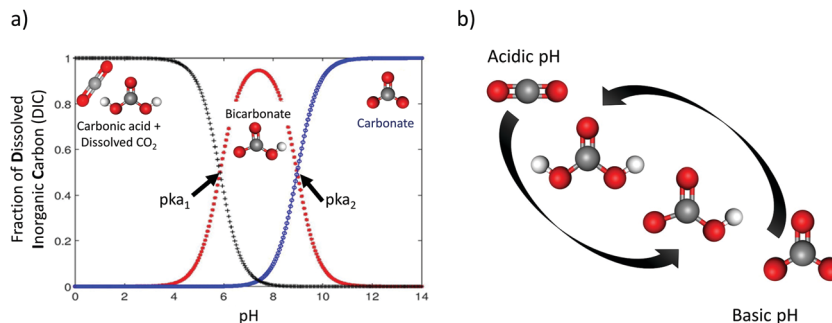 a)
Fraction of Dissolved
Inorganic Carbon (DIC)
1
0.8
0.6
0.4
0.2
0
Carbonic acid +
Dissolved CO2
Bicarbonate
Carbonate
pka1
pka2
0 2 4 6 8 10 12 14
pH
b)
Acidic pH
Basic pH